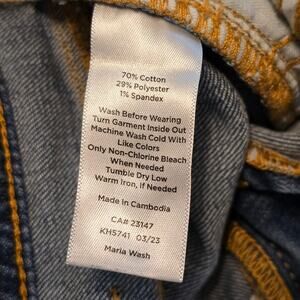 70% Cotton
29% Polyester
1% Spandex
Wash Before Wearing
Turn Garment Inside Out
Machine Wash Cold With
Like Colors
Only Non-Chlorine Bleach
When Needed
Tumble Dry Low
Warm Iron, If Needed
Made in Cambodia
CA# 23147
KH5741 03/23
Maria Wash